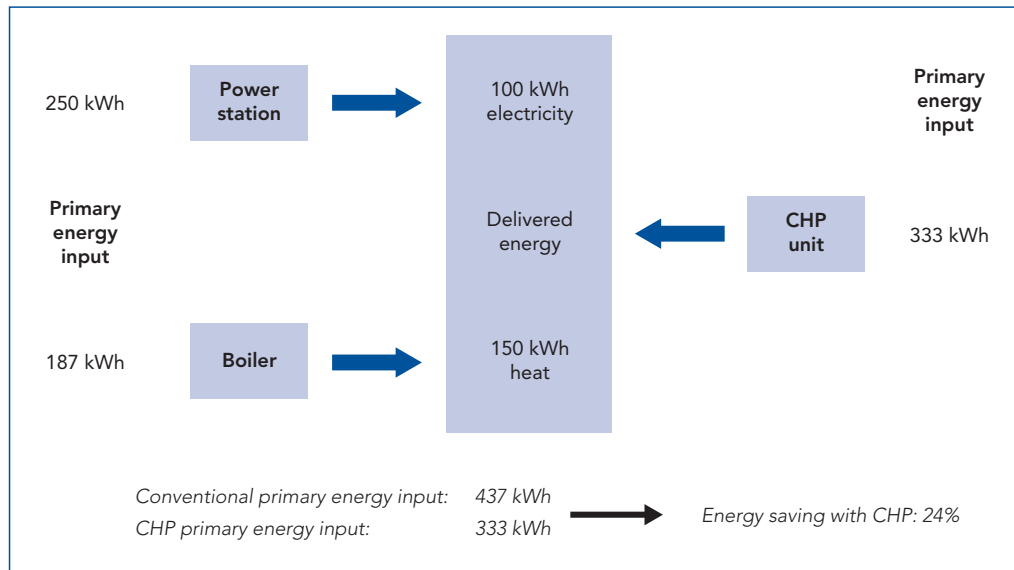 250 kWh
Power
station
100 kWh
electricity
Primary
energy
input
Primary
energy
input
Delivered
energy
CHP
unit
333 kWh
187 kWh
Boiler
150 kWh
heat
Conventional primary energy input: 437 kWh
CHP primary energy input: 333 kWh
Energy saving with CHP: 24%